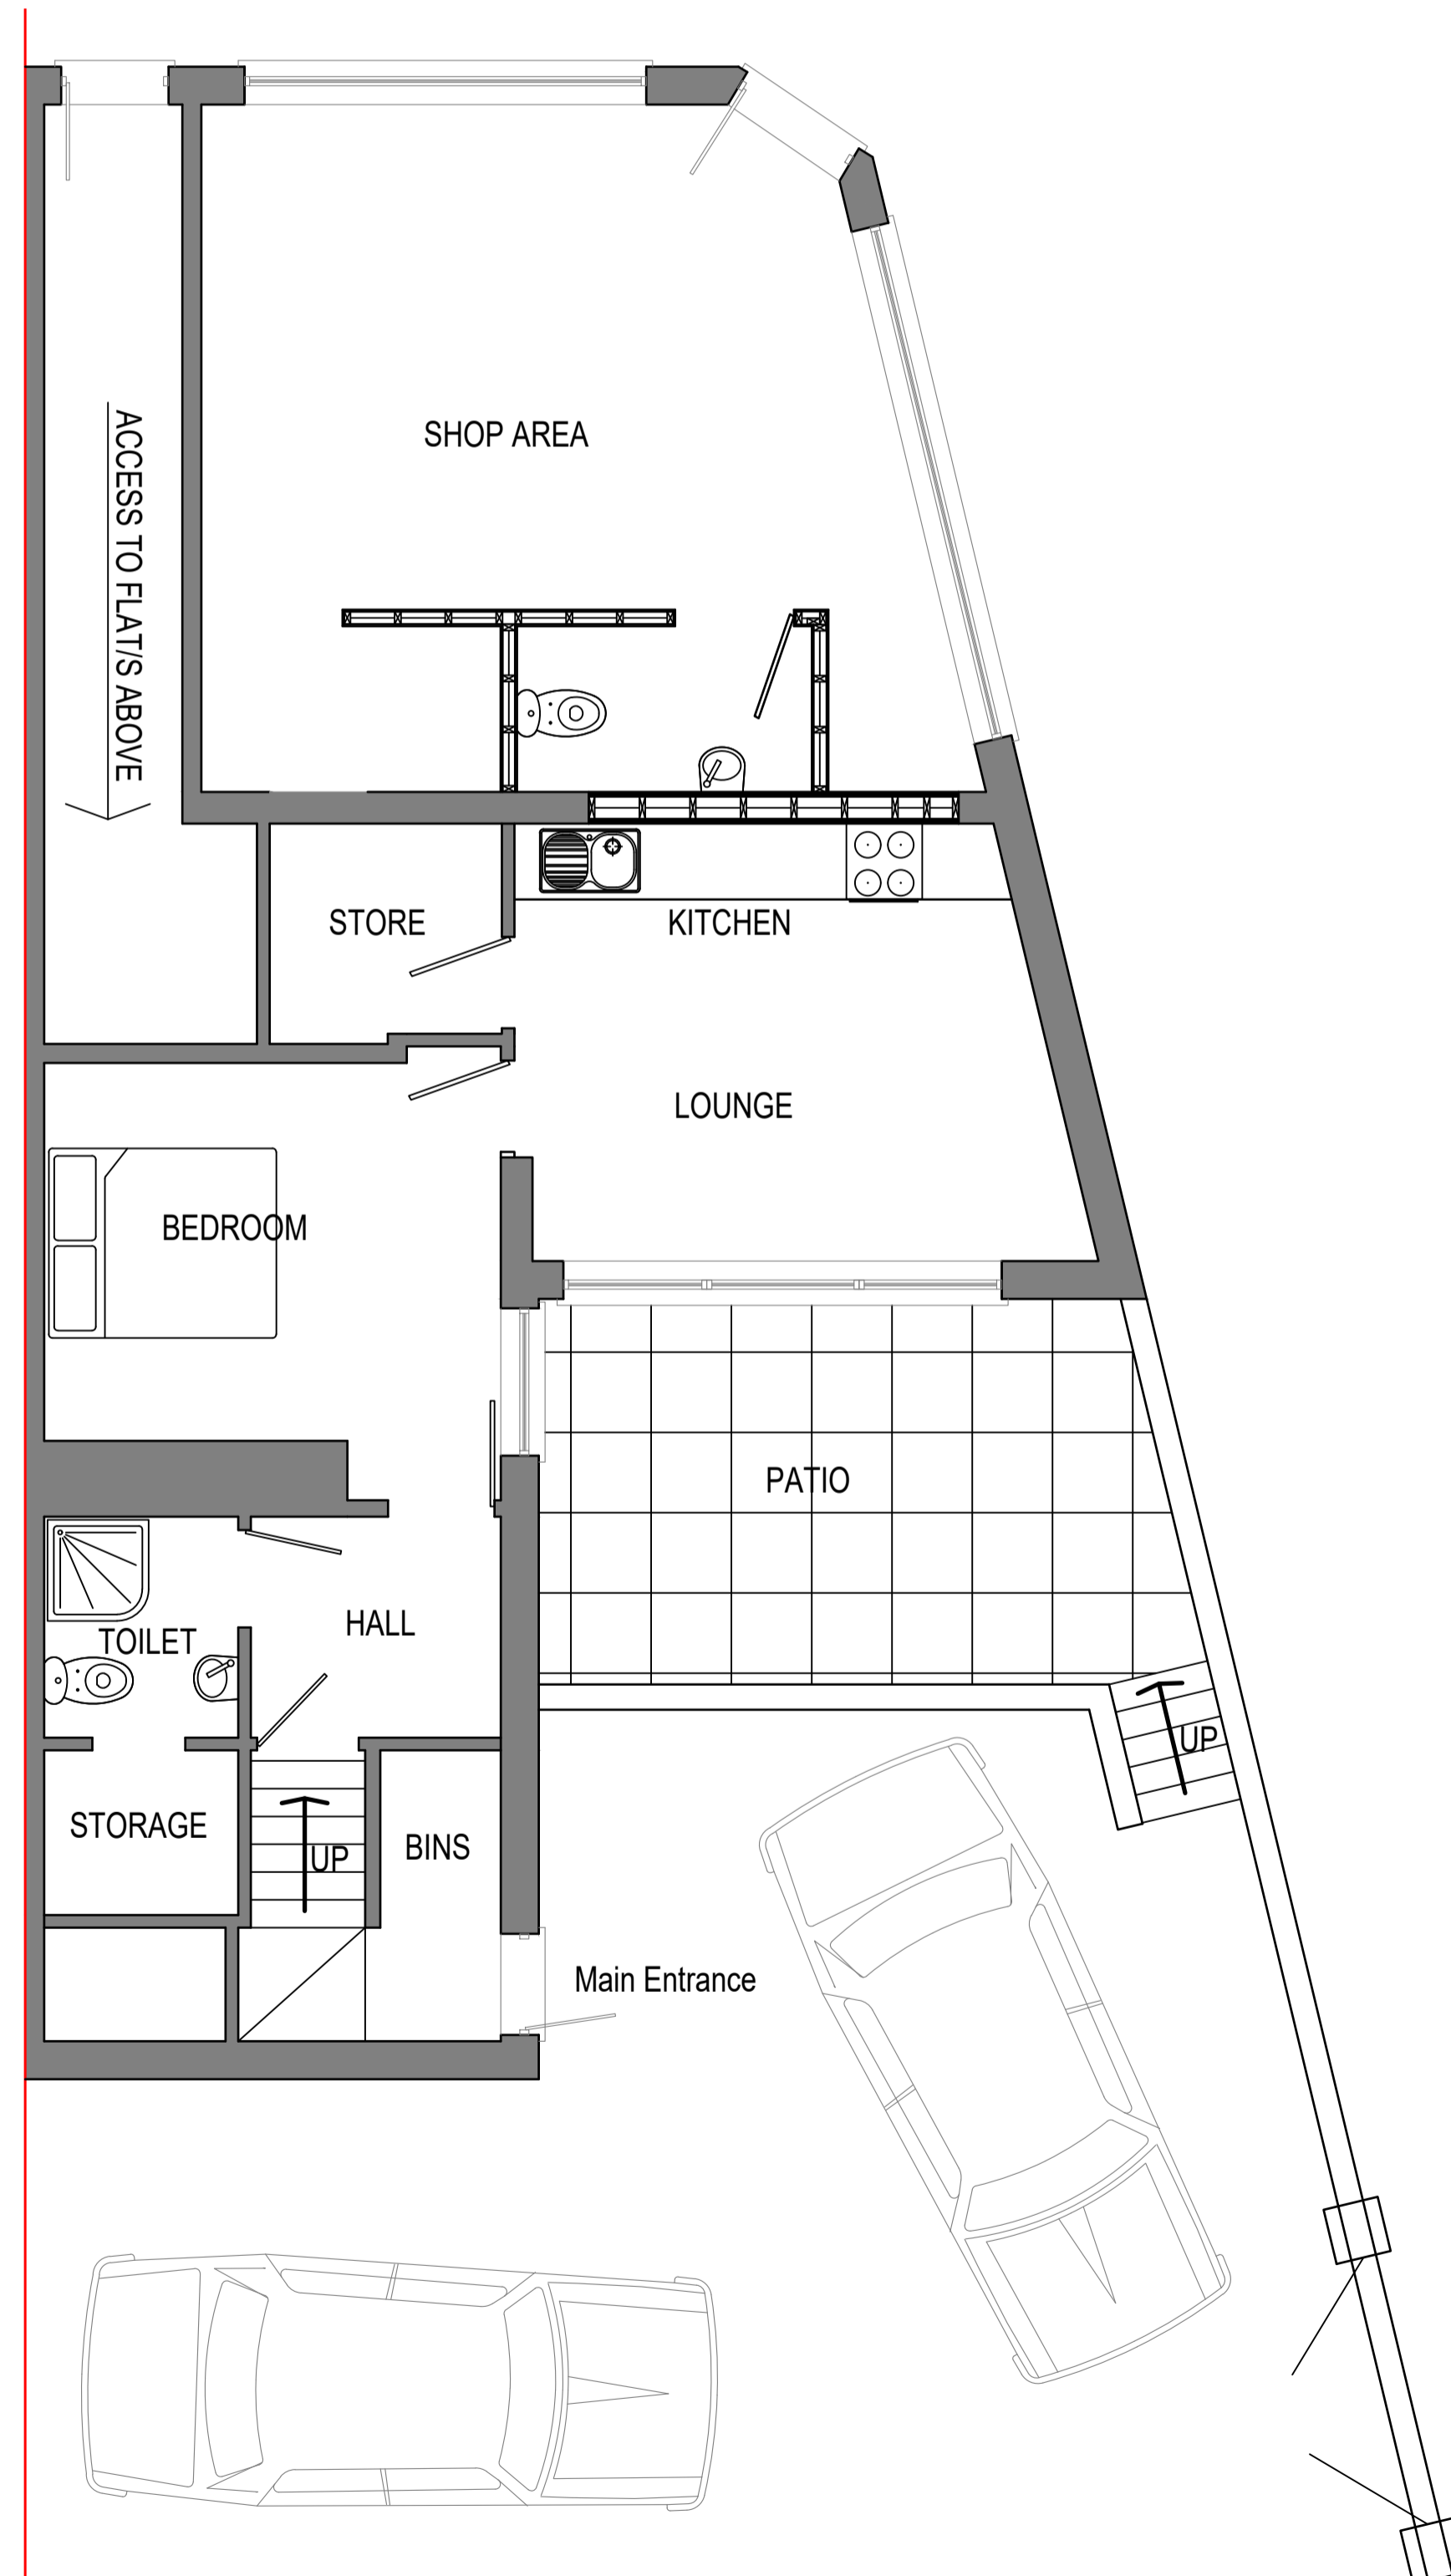 SHOP AREA
ACCESS TO FLAT/S ABOVE
STORE
KITCHEN
LOUNGE
BEDROOM
PATIO
HALL
TOILET
UP
STORAGE
UP
BINS
Main Entrance